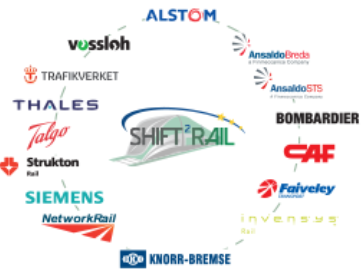 ALSTOM
vossloh
AnsaldoBreda
A Finmeccanica Company
TRAFIKVERKET
AnsaldoSTS
A Finmeccanica Company
THALES
BOMBARDIER
Talgo
SHIFT2RAIL
CAF
Strukton
Rail
Faiveley
TRANSPORT
SIEMENS
invensys
Rail
NetworkRail
KNORR-BREMSE